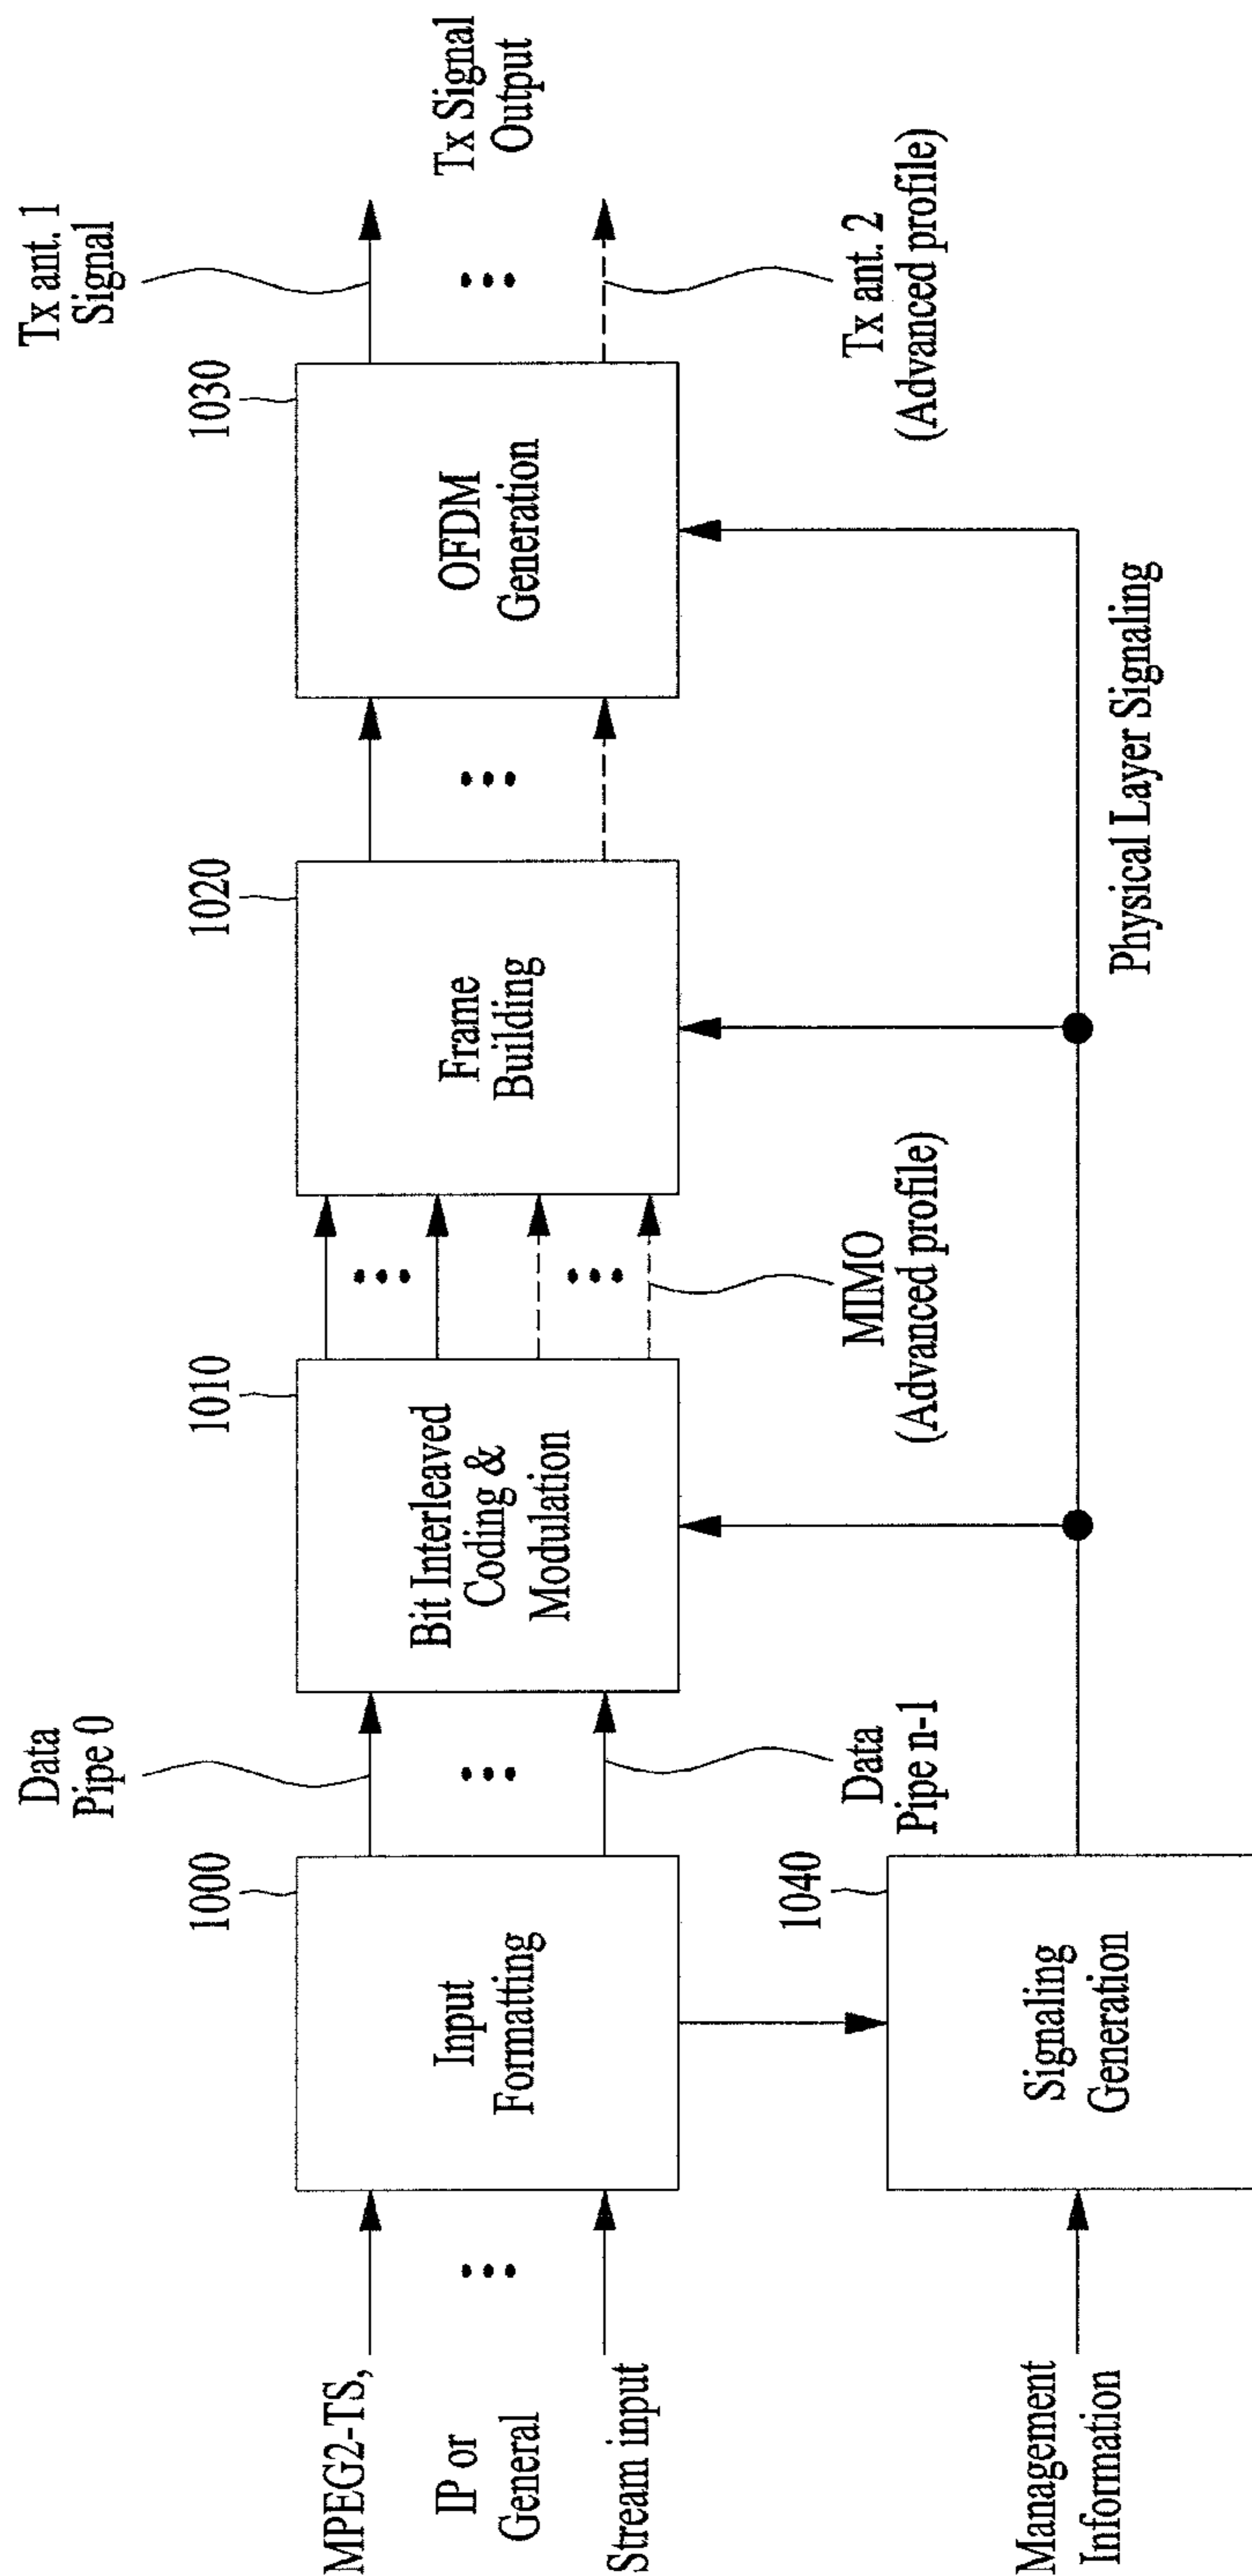 MPEG2-TS,
IP or
General
Stream input
Management
Information
1000
Input
Formatting
1040
Signaling
Generation
Data
Pipe 0
Data
Pipe n-1
1010
Bit Interleaved
Coding &
Modulation
MIMO
(Advanced profile)
1020
Frame
Building
Physical Layer Signaling
1030
OFDM
Generation
Tx ant. 1
Signal
Tx Signal
Output
Tx ant. 2
(Advanced profile)